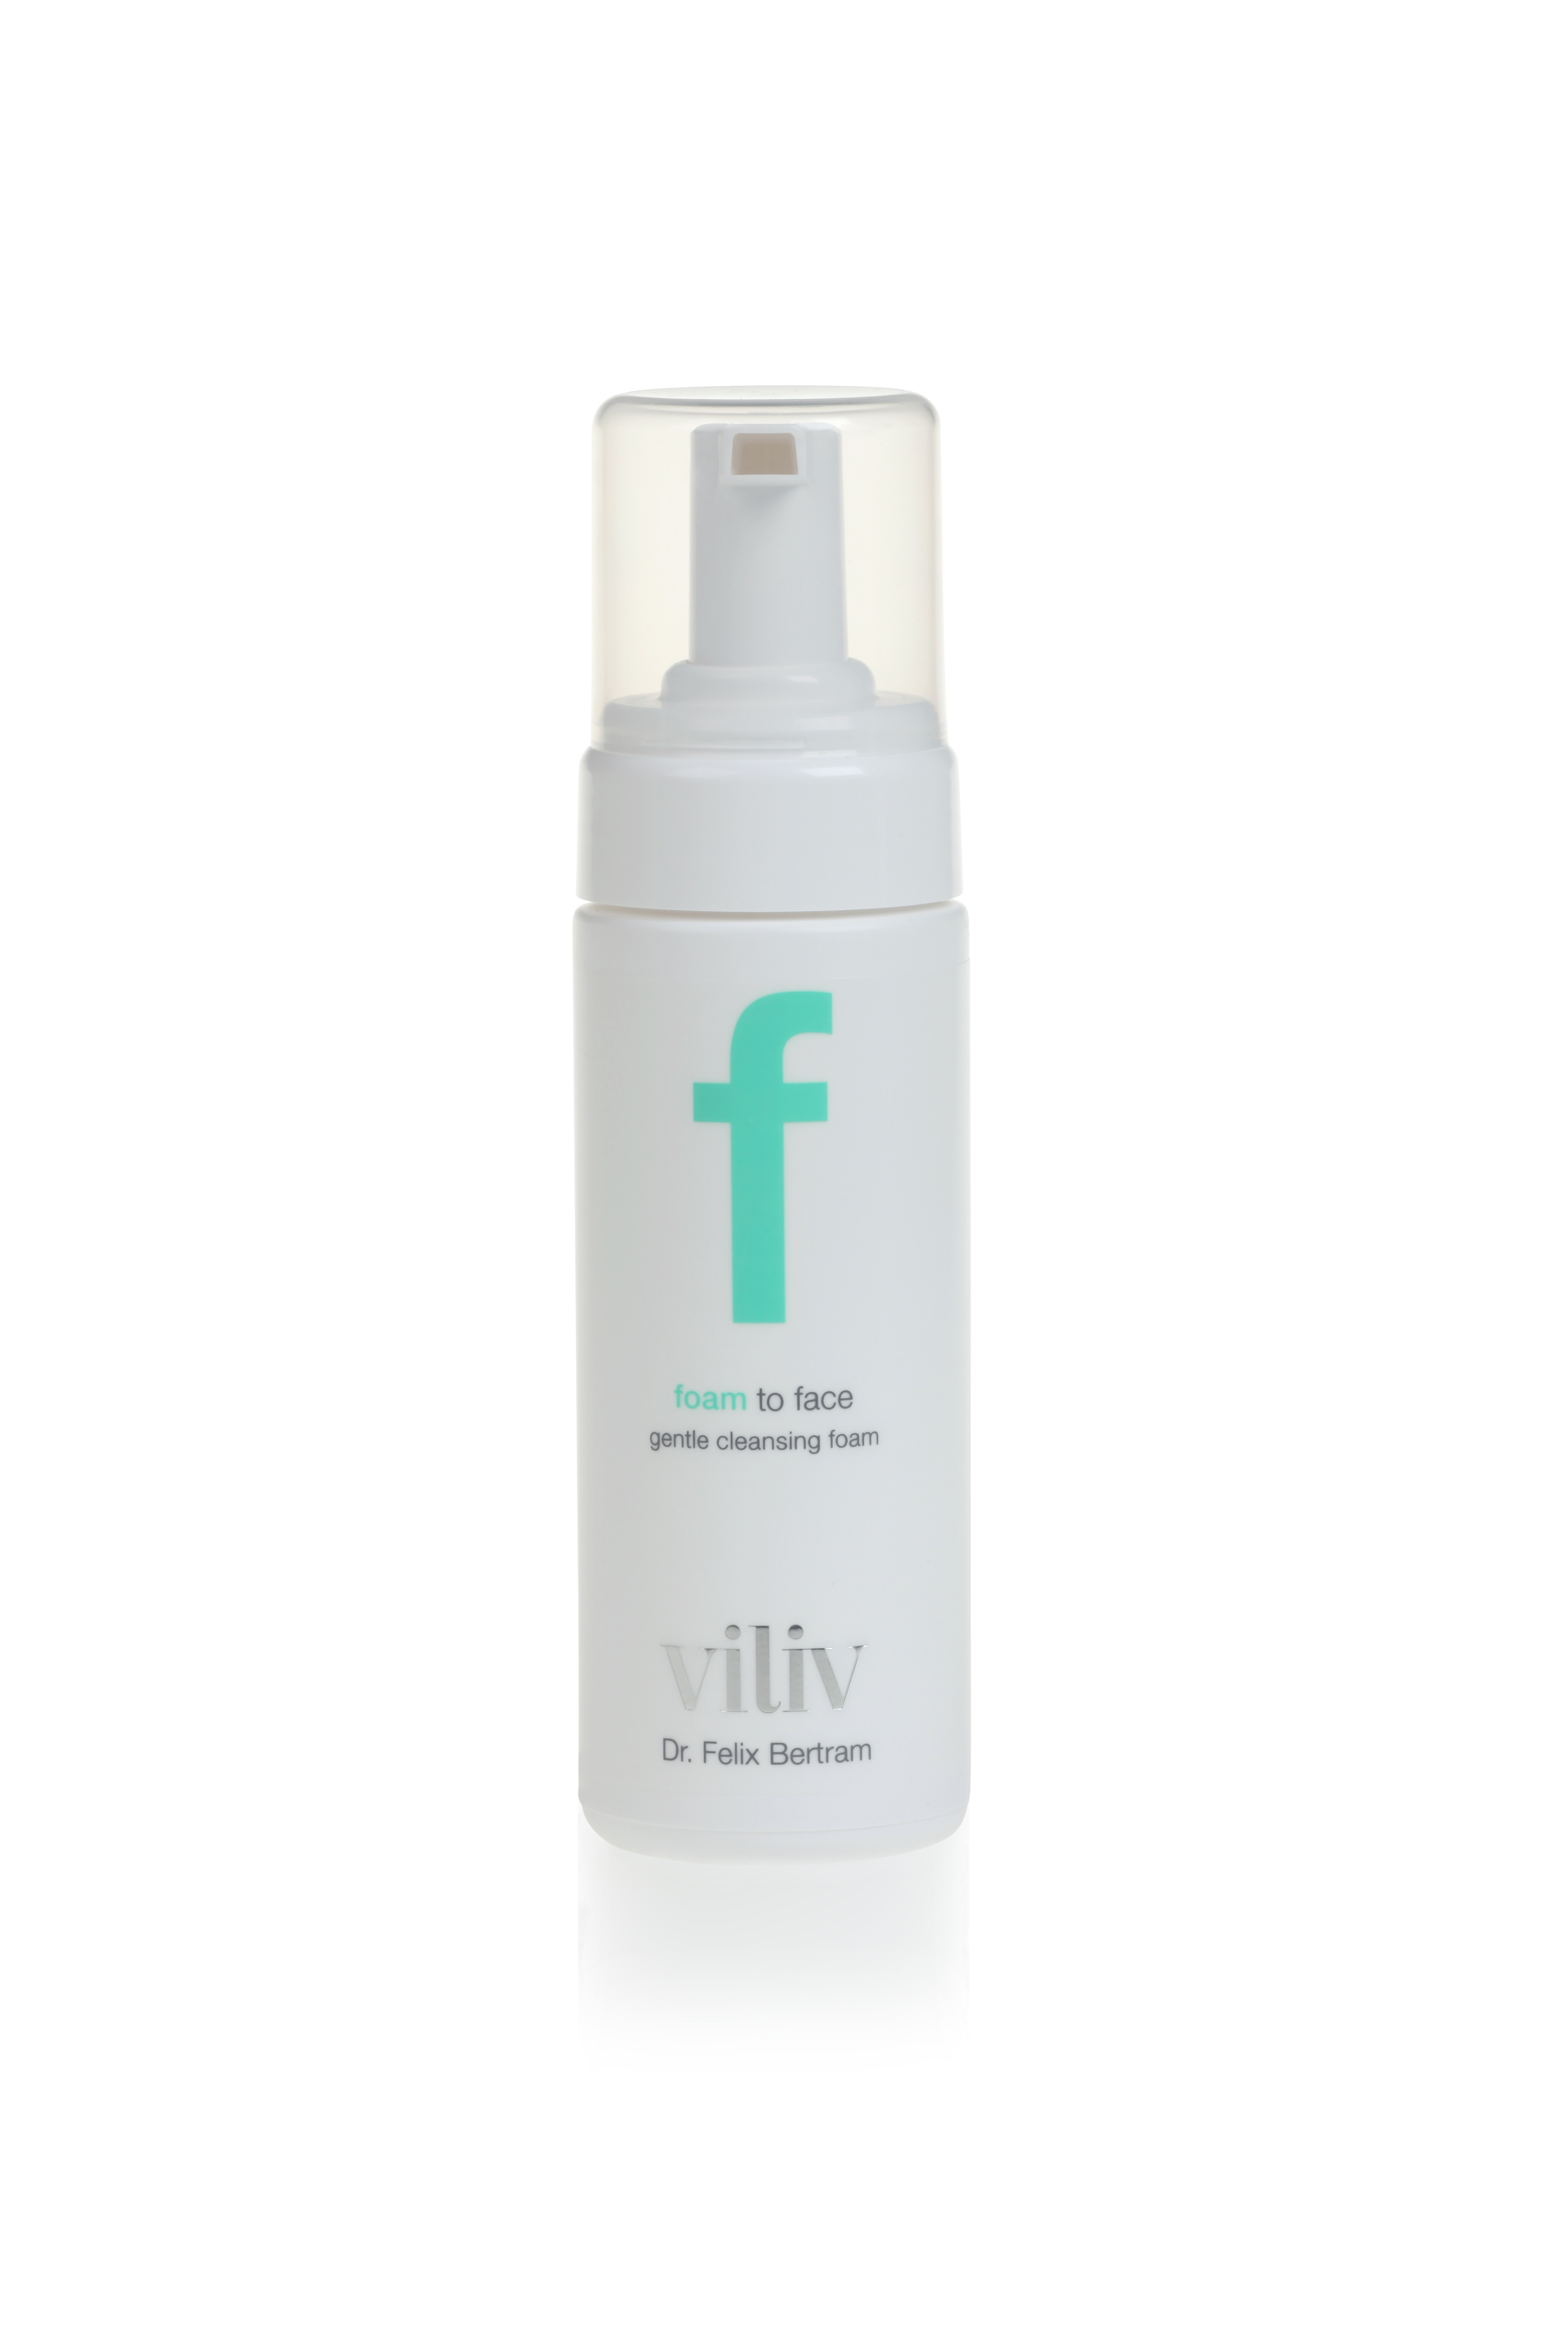 f
foam to face
gentle cleansing foam
viliv
Dr. Felix Bertram